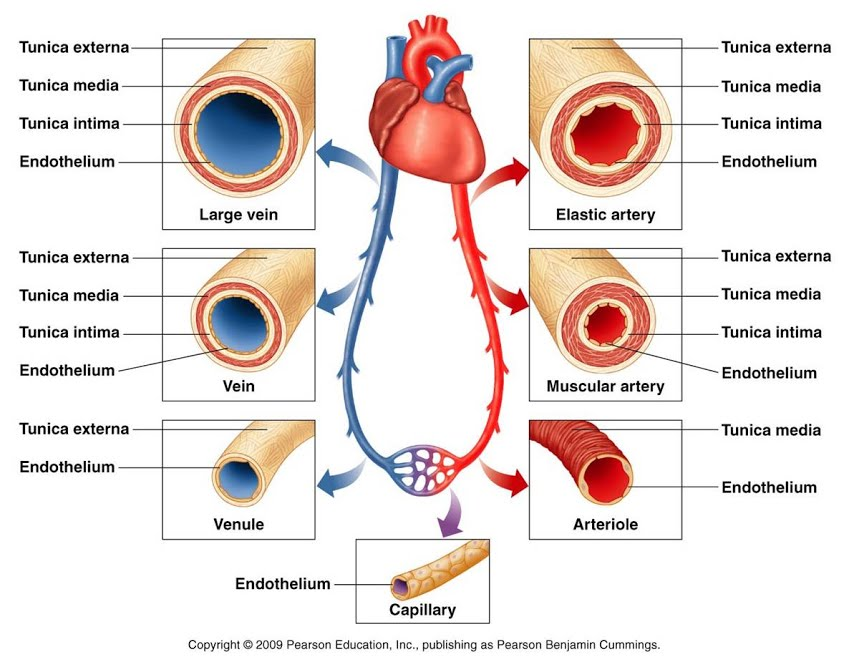 Tunica externa
Tunica media
Tunica intima
Endothelium
Large vein
Tunica externa
Tunica media
Tunica intima
Endothelium
Elastic artery
Tunica externa
Tunica media
Tunica intima
Endothelium
Vein
Tunica externa
Tunica media
Tunica intima
Endothelium
Muscular artery
Tunica externa
Endothelium
Venule
Tunica media
Endothelium
Arteriole
Endothelium
Capillary
Copyright © 2009 Pearson Education, Inc., publishing as Pearson Benjamin Cummings.